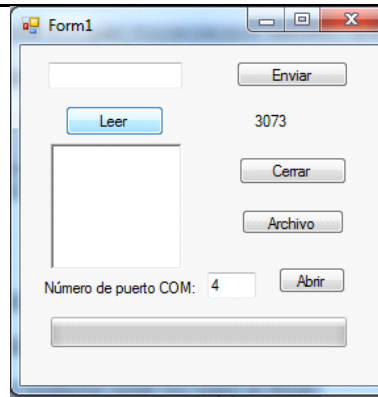 Form1
Enviar
Leer 3073
Cerrar
Archivo
Número de puerto COM: 4 Abrir